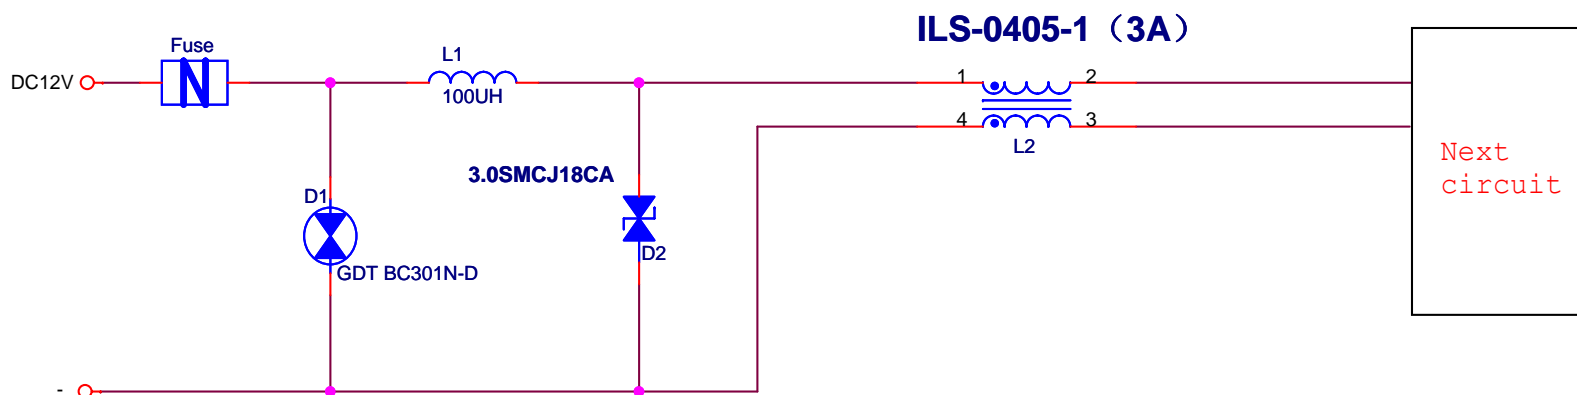 ILS-0405-1（3A）
Fuse
L1
DC12V
100UH
1
2
4
3
L2
Next
circuit
3.0SMCJ18CA
D1
D2
GDT BC301N-D
-